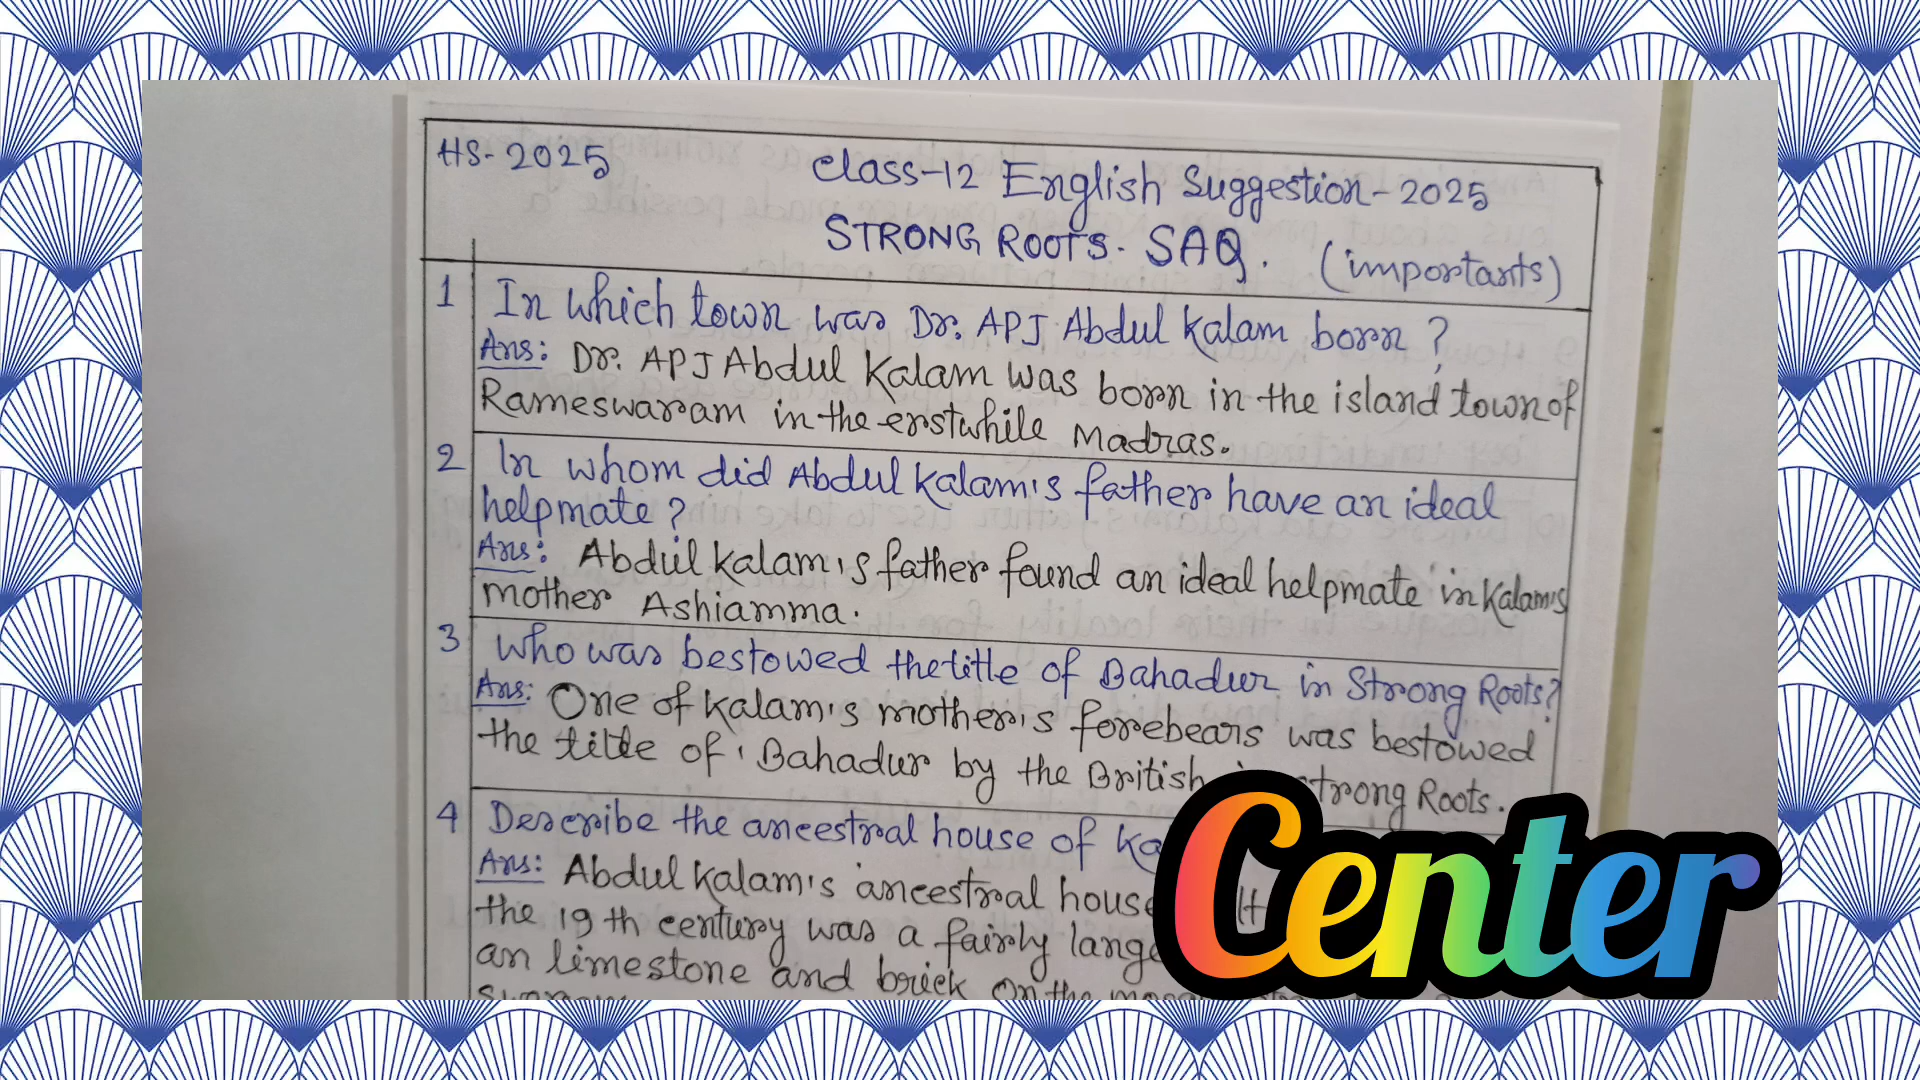 HS-2025
Class-12 English Suggestion-2025
STRONG ROOTS. SAQ. (importants)
1 In which town was Dr. APJ Abdul Kalam born?
Ans: Dr. APJ Abdul Kalam was born in the island town of
Rameswaram in the erstwhile Madras.
2 In whom did Abdul Kalam's father have an ideal
helpmate?
Ans: Abdul Kalam's father found an ideal helpmate in Kalam's
mother Ashiamma.
3 Who was bestowed the title of Bahadur in Strong Roots?
Ans: One of Kalam's mother's forebears was bestowed
the title of 'Bahadur by the British Strong Roots.
4 Describe the ancestral house of
Ans: Abdul Kalam's ancestral house
the 19th century was a fairly large
an limestone and brick on the
Center